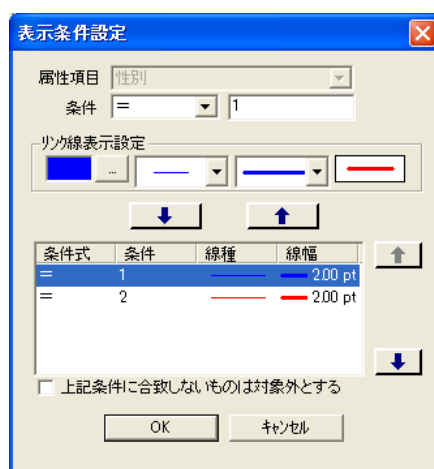 表示条件設定
属性項目 性別
条件 = 1
リンク線表示設定
...
条件式 条件 線種 線幅
= 1 2.00 pt
= 2 2.00 pt
上記条件に合致しないものは対象外とする
OK キャンセル